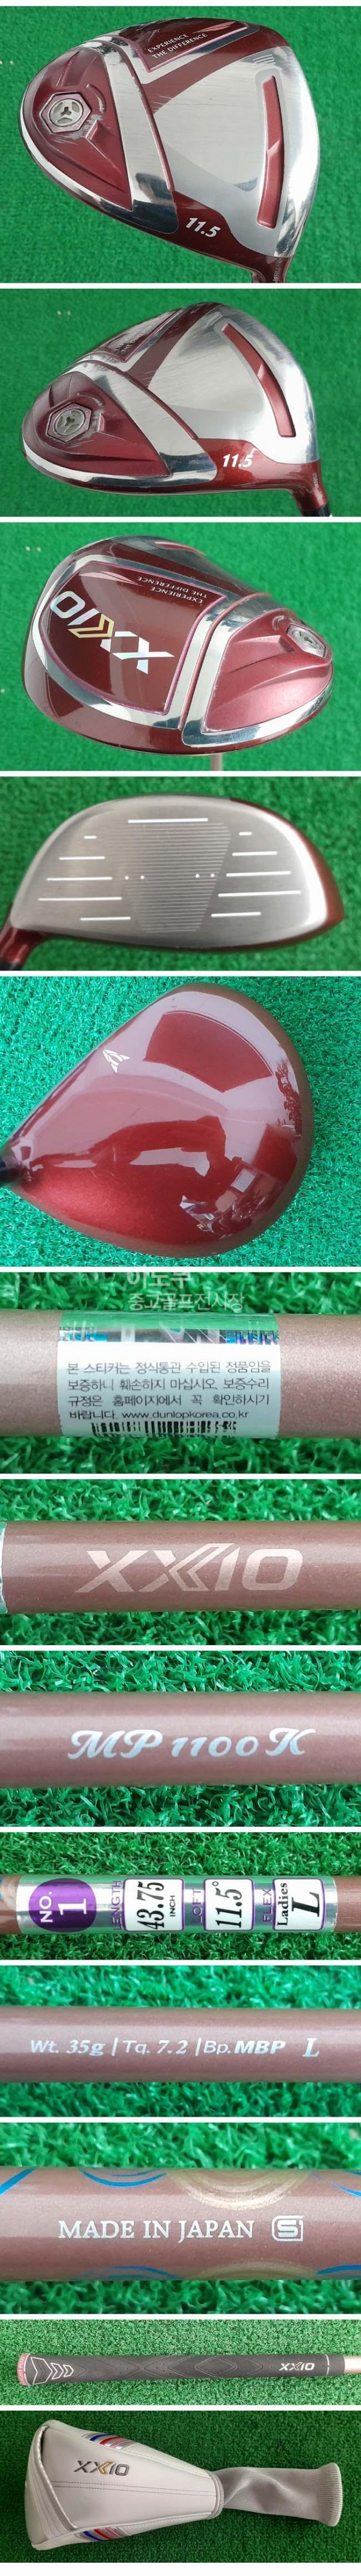 EXPERIENCE
THE DIFFERENCE
11.5
11.5
EXPERIENCE
THE DIFFERENCE
XXIO
중고골프전시장
본 스티커는 정식통관 수입된 정품임을
보증하니 훼손하지 마십시오. 보증수리
규정은 홈페이지에서 꼭 확인하시기
바랍니다. www.dunlopkorea.co.kr
XXIO
MP 1100 K
NO. 1
LENGTH 43.75 INCH
LOFT 11.5°
FLEX Ladies L
Wt. 35g | Tq. 7.2 | Bp. MBP L
MADE IN JAPAN S
XXIO
XXIO